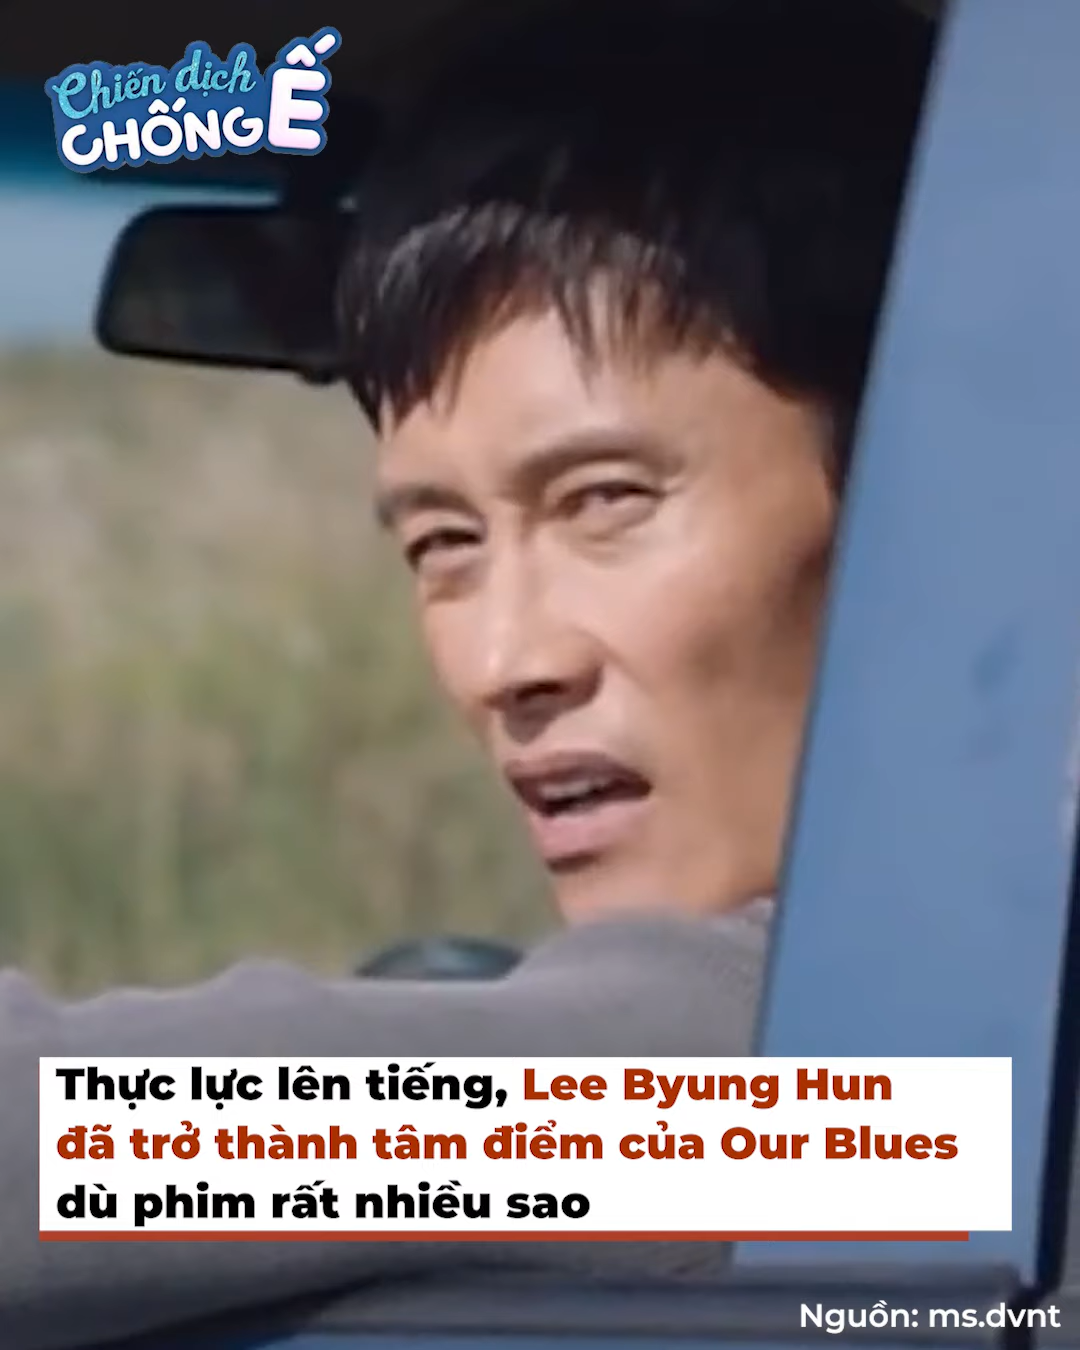 Chiến dịch
CHỐNG Ế
Thực lực lên tiếng, Lee Byung Hun
đã trở thành tâm điểm của Our Blues
dù phim rất nhiều sao
Nguồn: ms.dvnt